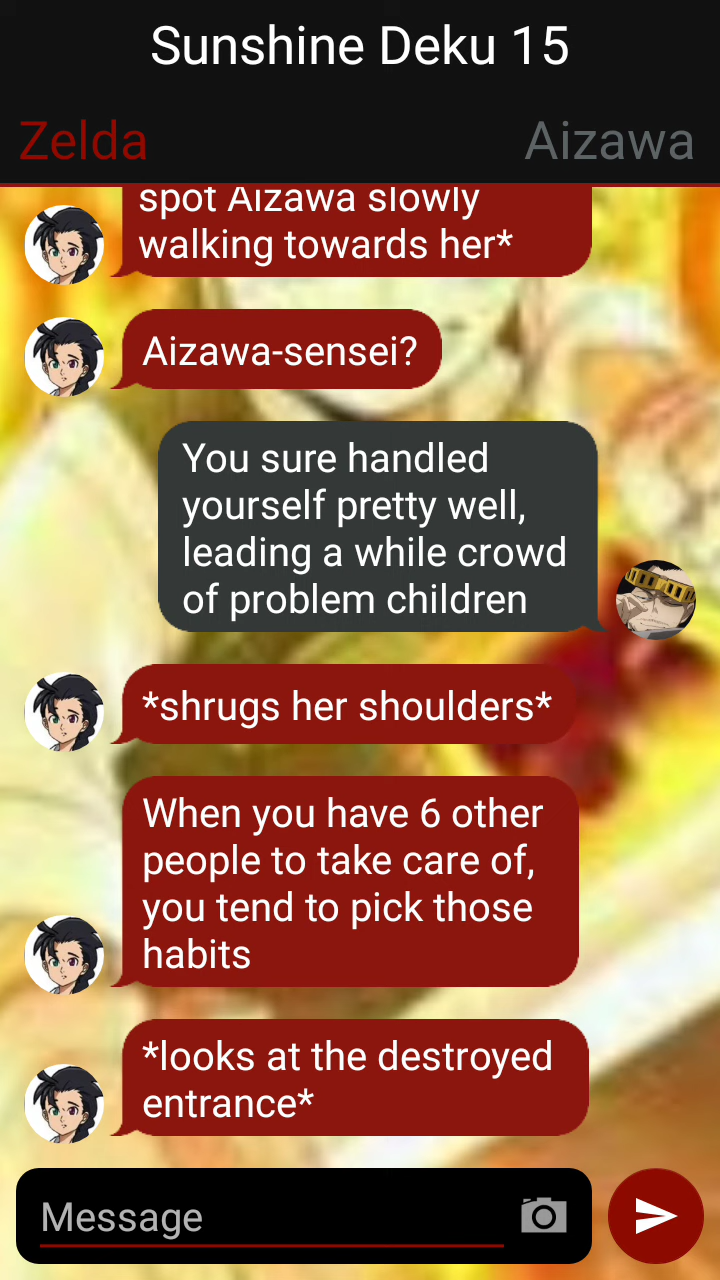 Sunshine Deku 15
Zelda
Aizawa
spot Aizawa slowly
walking towards her*
Aizawa-sensei?
You sure handled
yourself pretty well,
leading a while crowd
of problem children
*shrugs her shoulders*
When you have 6 other
people to take care of,
you tend to pick those
habits
*looks at the destroyed
entrance*
Message